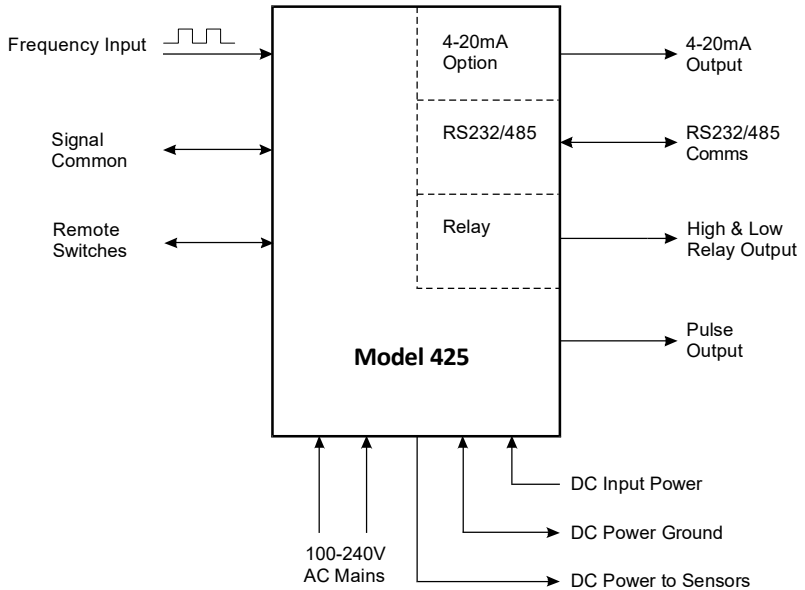 Frequency Input
Signal
Common
Remote
Switches
4-20mA
Option
RS232/485
Relay
Model 425
4-20mA
Output
RS232/485
Comms
High & Low
Relay Output
Pulse
Output
100-240V
AC Mains
DC Input Power
DC Power Ground
DC Power to Sensors